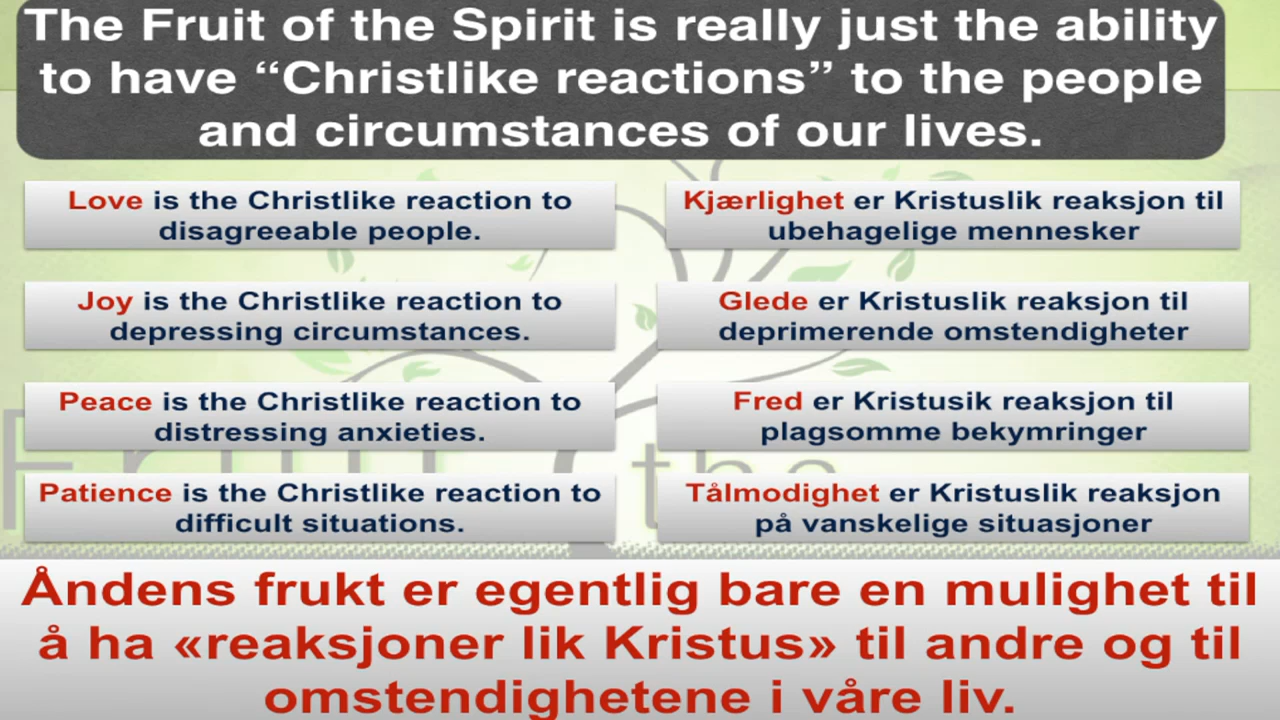 The Fruit of the Spirit is really just the ability
to have “Christlike reactions” to the people
and circumstances of our lives.
Love is the Christlike reaction to
disagreeable people.
Kjærlighet er Kristuslik reaksjon til
ubehagelige mennesker
Joy is the Christlike reaction to
depressing circumstances.
Glede er Kristuslik reaksjon til
deprimerende omstendigheter
Peace is the Christlike reaction to
distressing anxieties.
Fred er Kristusik reaksjon til
plagsomme bekymringer
Patience is the Christlike reaction to
difficult situations.
Tålmodighet er Kristuslik reaksjon
på vanskelige situasjoner
Åndens frukt er egentlig bare en mulighet til
å ha «reaksjoner lik Kristus» til andre og til
omstendighetene i våre liv.